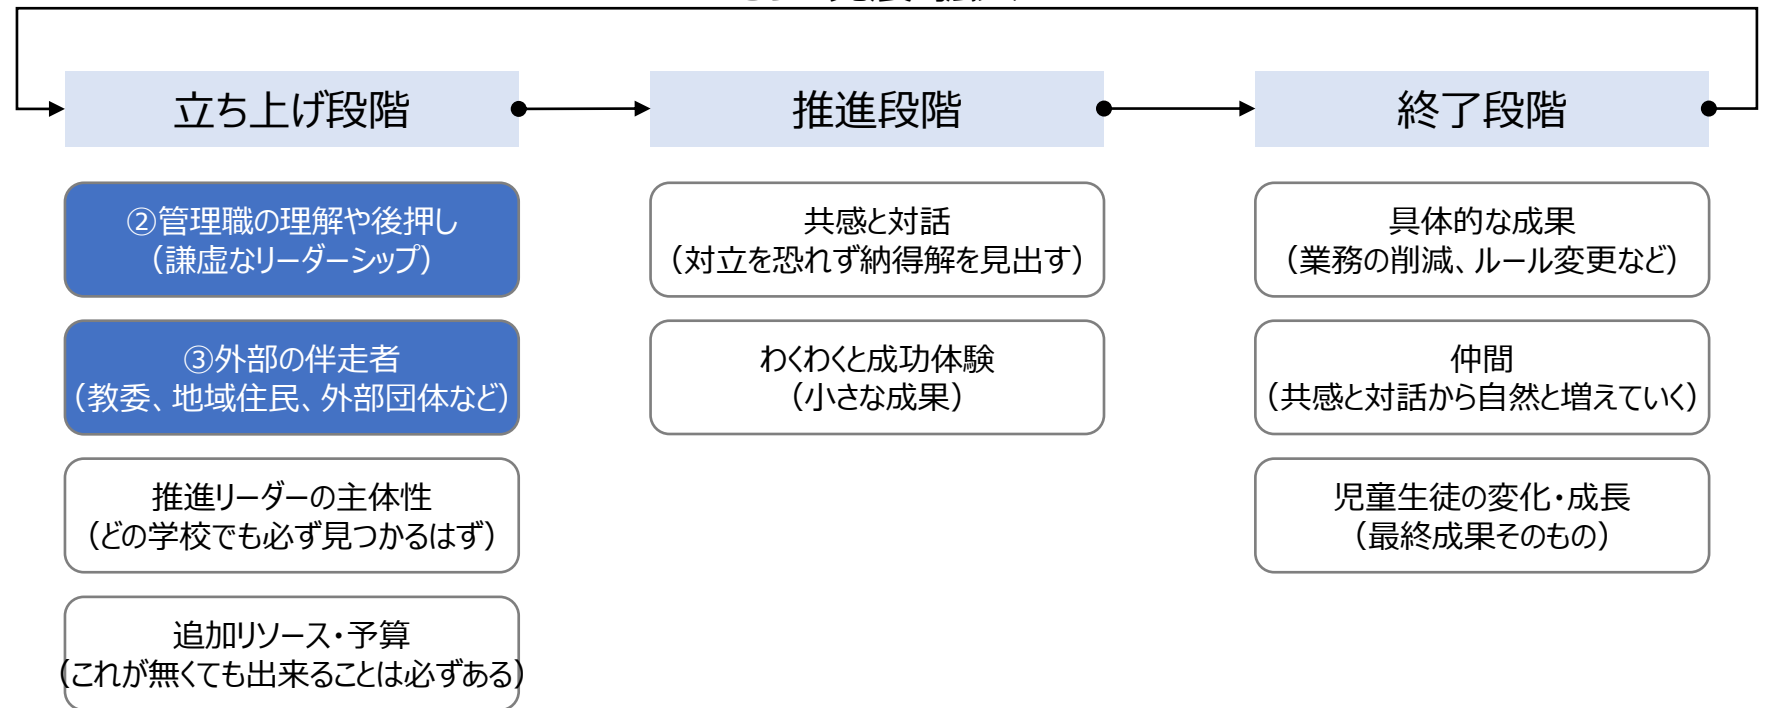 立ち上げ段階
②管理職の理解や後押し
（謙虚なリーダーシップ）
③外部の伴走者
（教委、地域住民、外部団体など）
推進リーダーの主体性
（どの学校でも必ず見つかるはず）
追加リソース・予算
（これが無くても出来ることは必ずある）
推進段階
共感と対話
（対立を恐れず納得解を見出す）
わくわくと成功体験
（小さな成果）
終了段階
具体的な成果
（業務の削減、ルール変更など）
仲間
（共感と対話から自然と増えていく）
児童生徒の変化・成長
（最終成果そのもの）